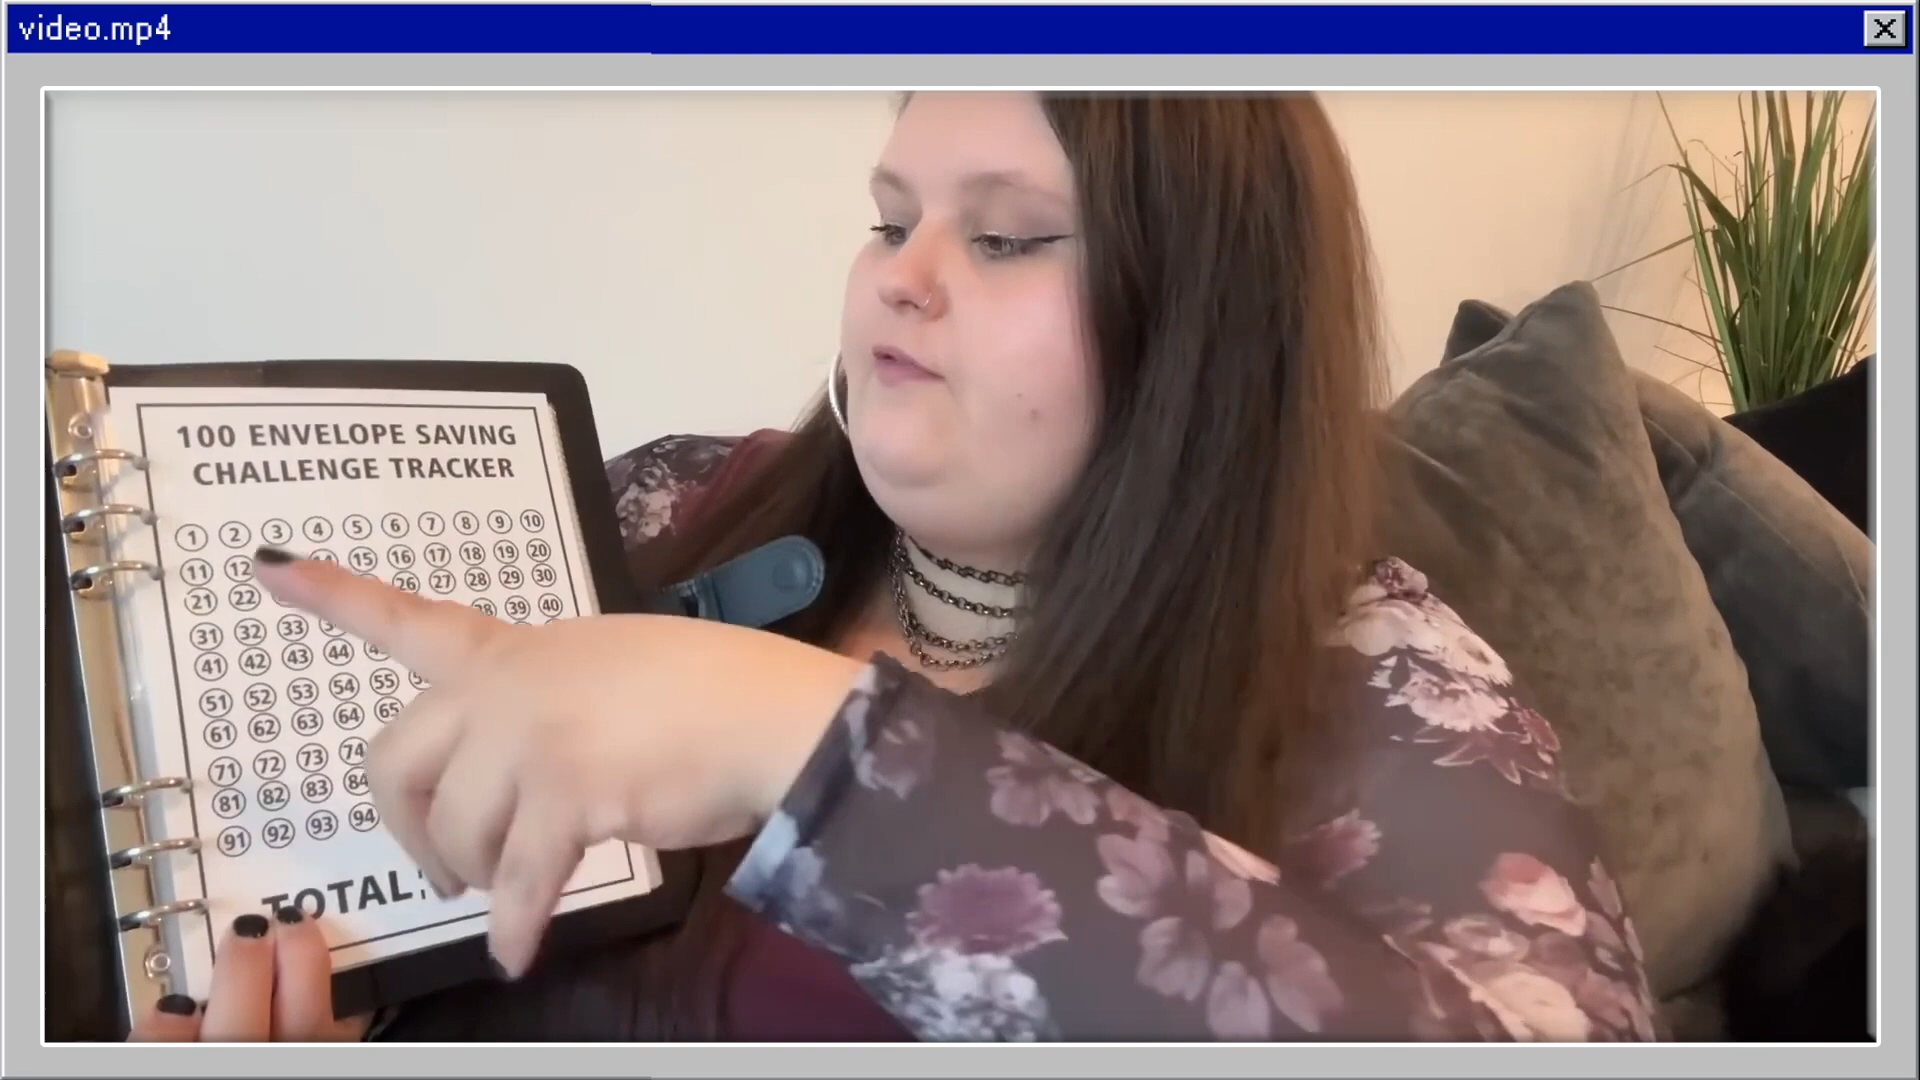 video.mp4
100 ENVELOPE SAVING
CHALLENGE TRACKER
1 2 3 4 5 6 7 8 9 10
11 12 15 16 17 18 19 20
21 22 26 27 28 29 30
31 32 33 39 40
41 42 43 44
51 52 53 54 55
61 62 63 64 65
71 72 73 74
81 82 83 84
91 92 93 94
TOTAL: